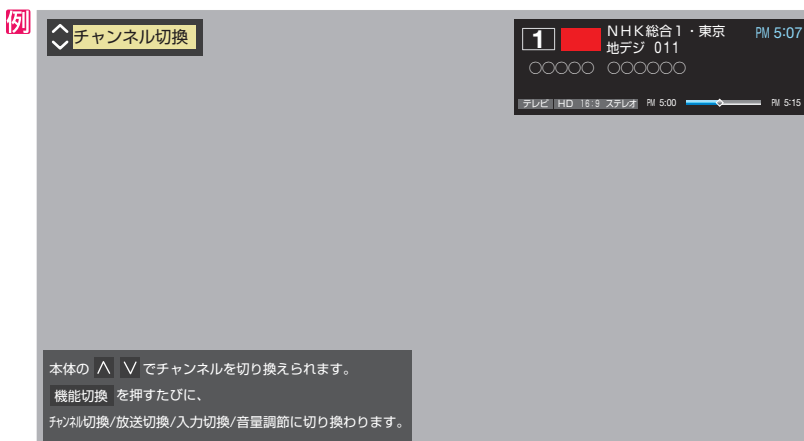 例
チャンネル切換
1
NHK総合1・東京
PM 5:07
地デジ 011
○○○○○ ○○○○○○
テレビ HD 16:9 ステレオ PM 5:00 PM 5:15
本体の ∧ ∨ でチャンネルを切り換えられます。
機能切換 を押すたびに、
ﾁｬﾝﾈﾙ切換/放送切換/入力切換/音量調節に切り換わります。